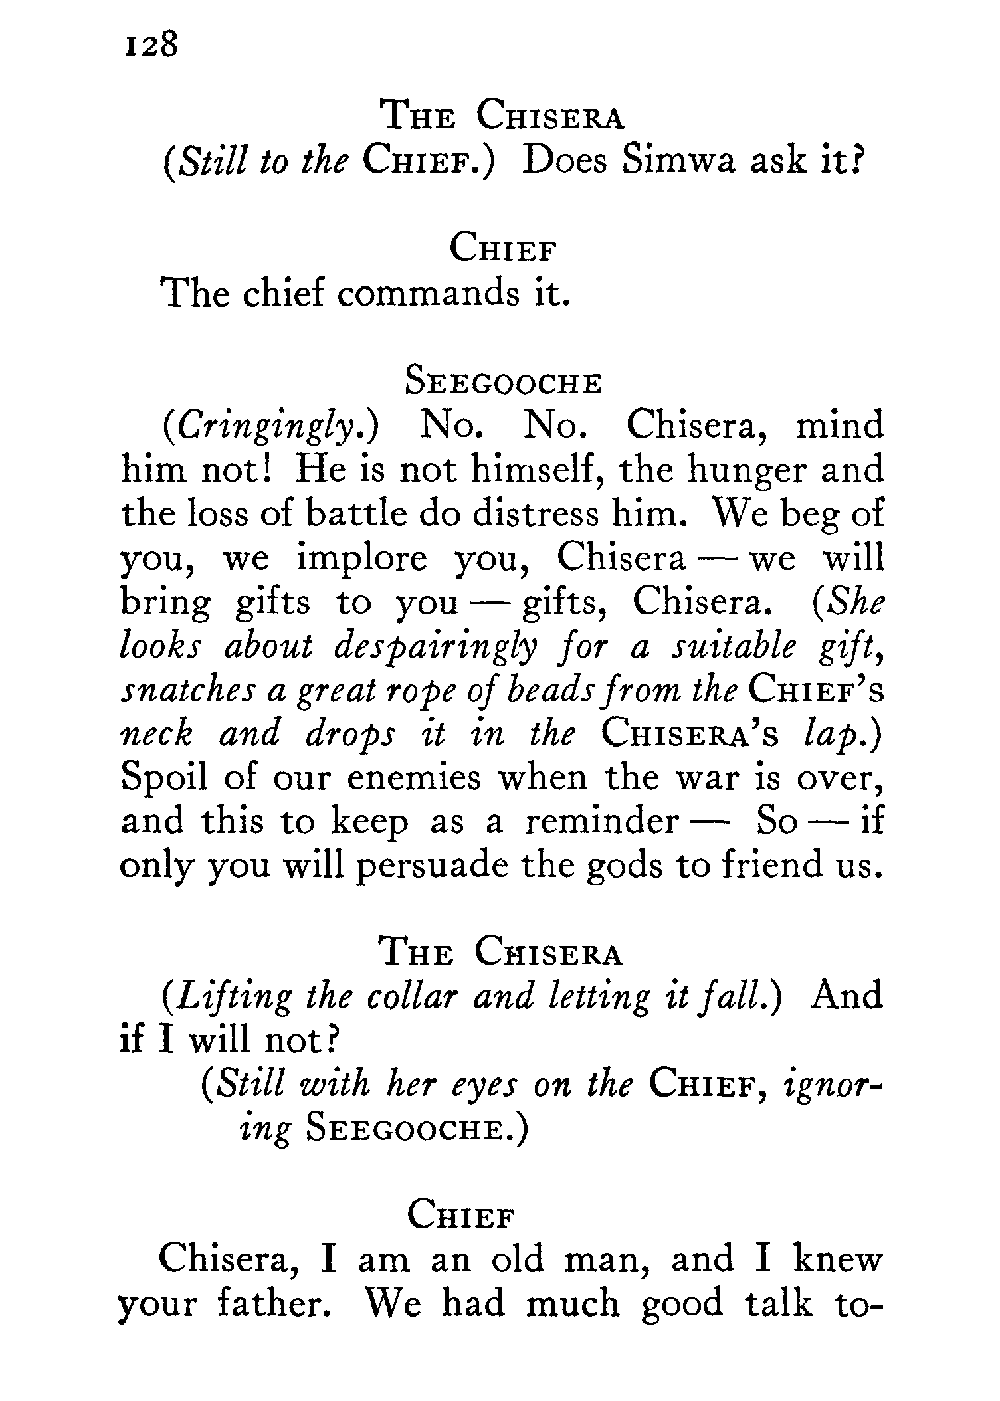 128
The Chisera
(Still to the Chief.) Does Simwa ask it?
Chief
The chief commands it.
Seegooche
(Cringingly.) No. No. Chisera, mind
him not! He is not himself, the hunger and
the loss of battle do distress him. We beg of
you, we implore you, Chisera — we will
bring gifts to you — gifts, Chisera. (She
looks about despairingly for a suitable gift,
snatches a great rope of beads from the Chief's
neck and drops it in the Chisera's lap.)
Spoil of our enemies when the war is over,
and this to keep as a reminder — So — if
only you will persuade the gods to friend us.
The Chisera
(Lifting the collar and letting it fall.) And
if I will not?
(Still with her eyes on the Chief, ignor-
ing Seegooche.)
Chief
Chisera, I am an old man, and I knew
your father. We had much good talk to-